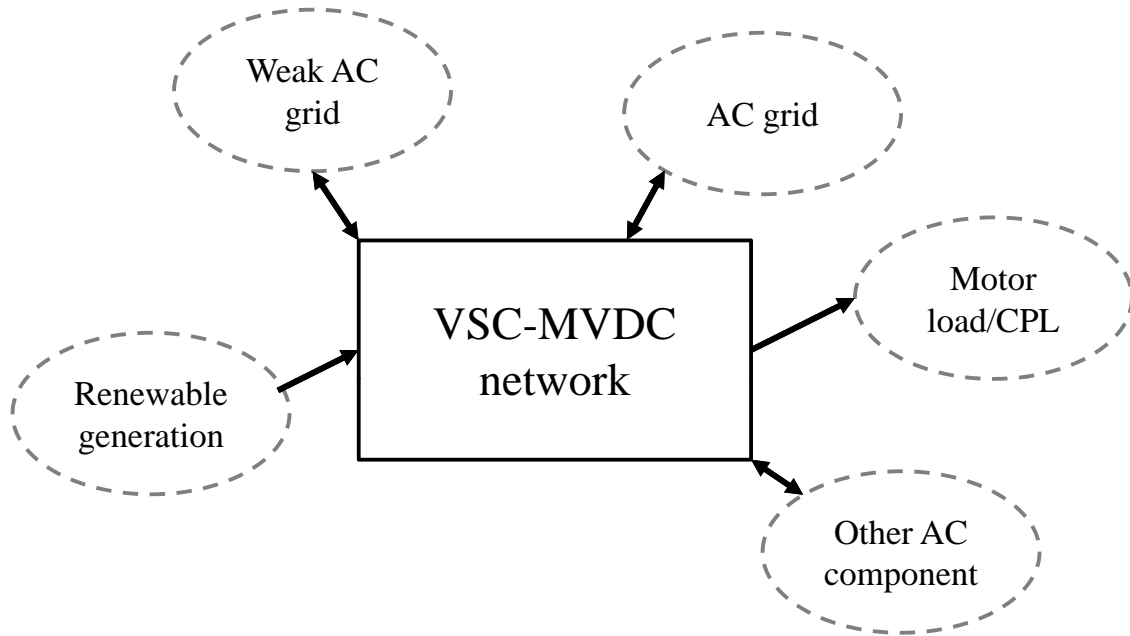 Weak AC
grid
AC grid
Motor
load/CPL
VSC-MVDC
network
Renewable
generation
Other AC
component